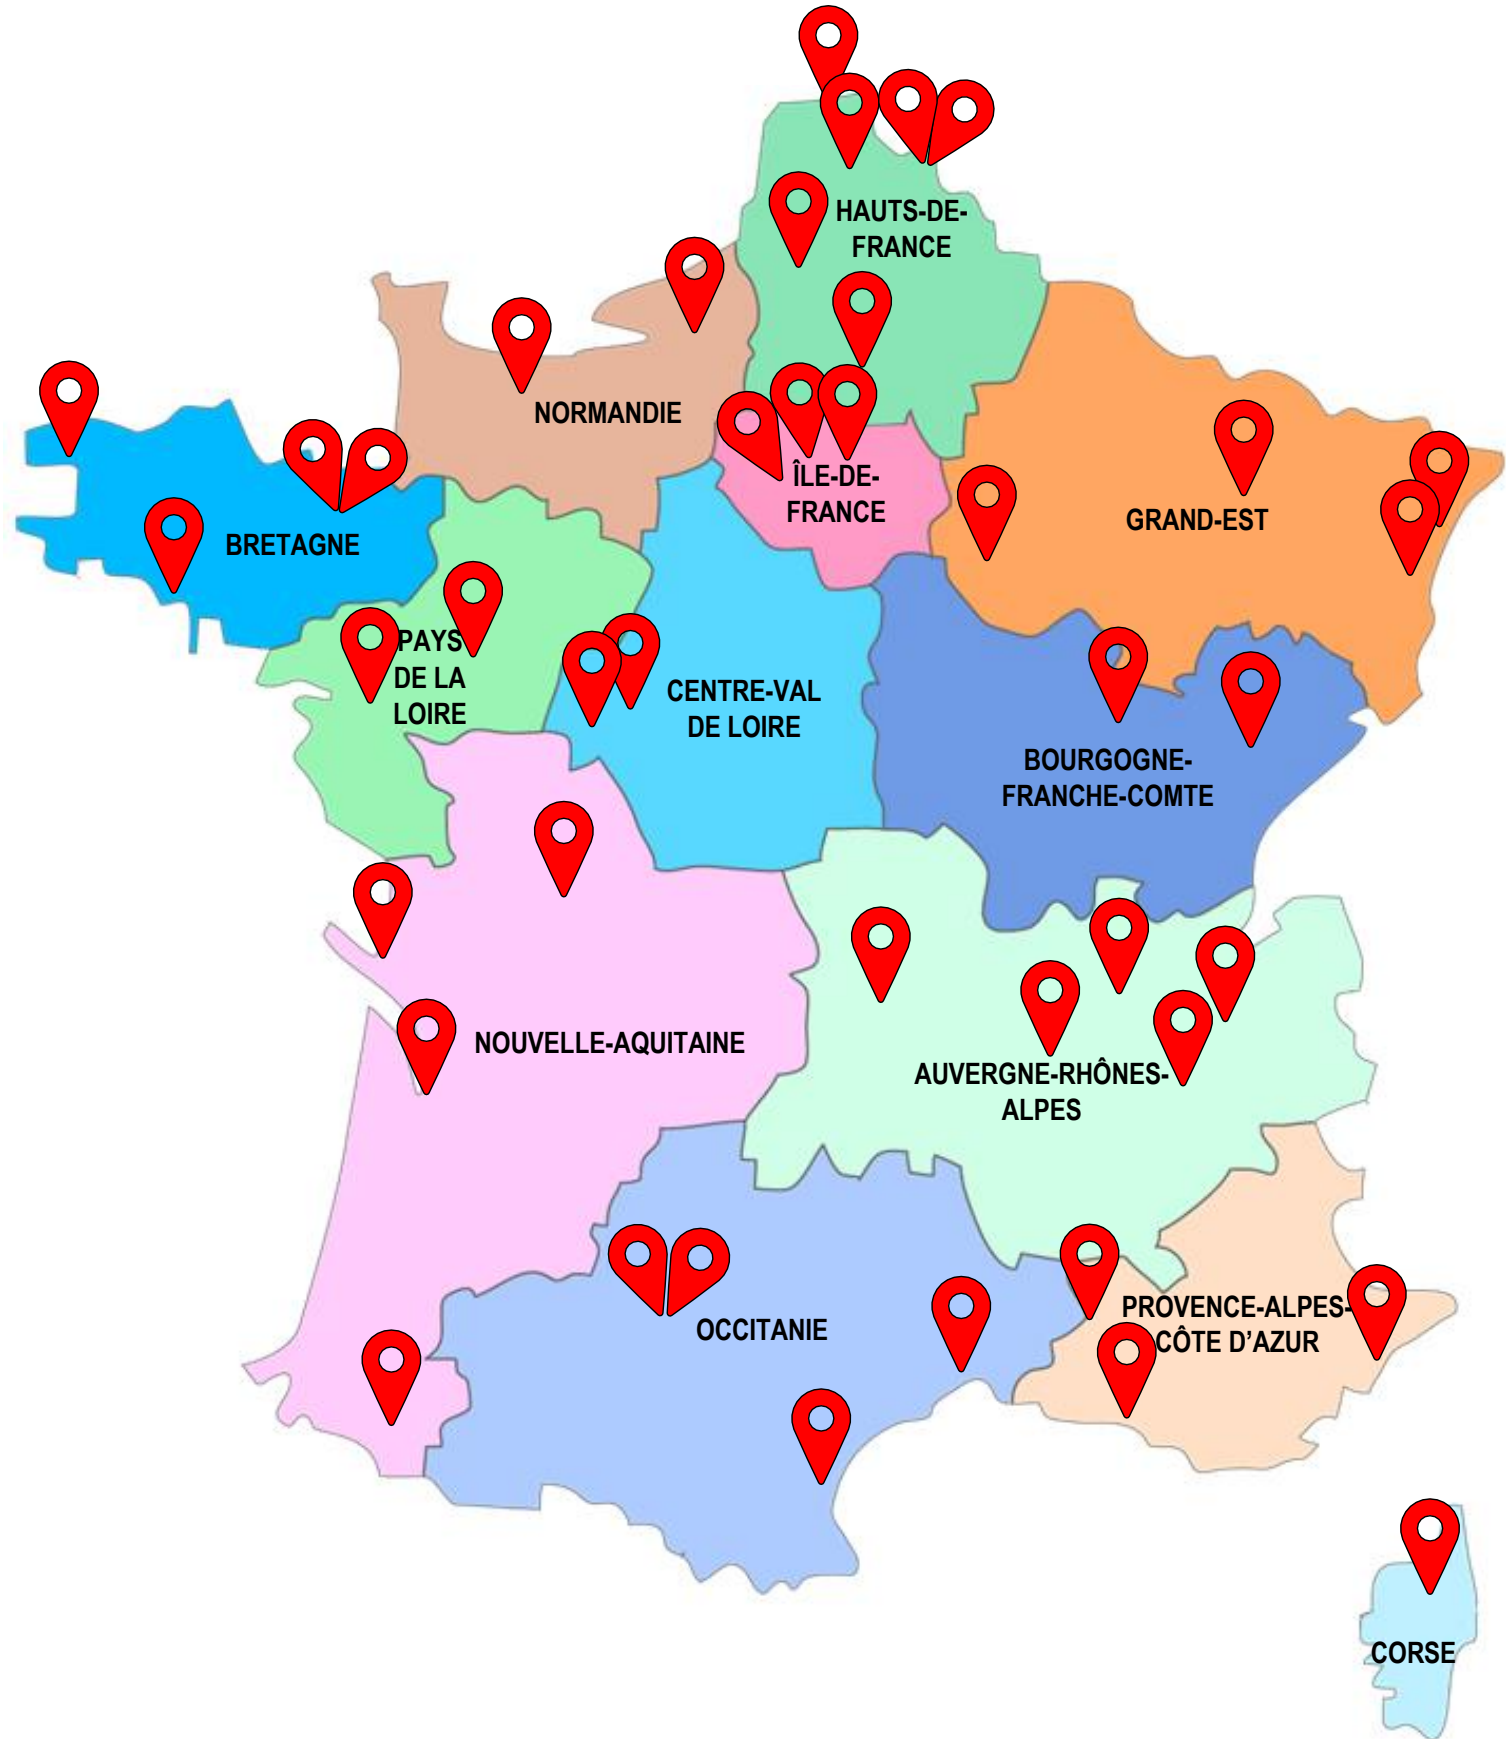 HAUTS-DE-
FRANCE
NORMANDIE
ÎLE-DE-
FRANCE
GRAND-EST
BRETAGNE
PAYS
DE LA
LOIRE
CENTRE-VAL
DE LOIRE
BOURGOGNE-
FRANCHE-COMTE
NOUVELLE-AQUITAINE
AUVERGNE-RHÔNES-
ALPES
OCCITANIE
PROVENCE-ALPES-
CÔTE D’AZUR
CORSE